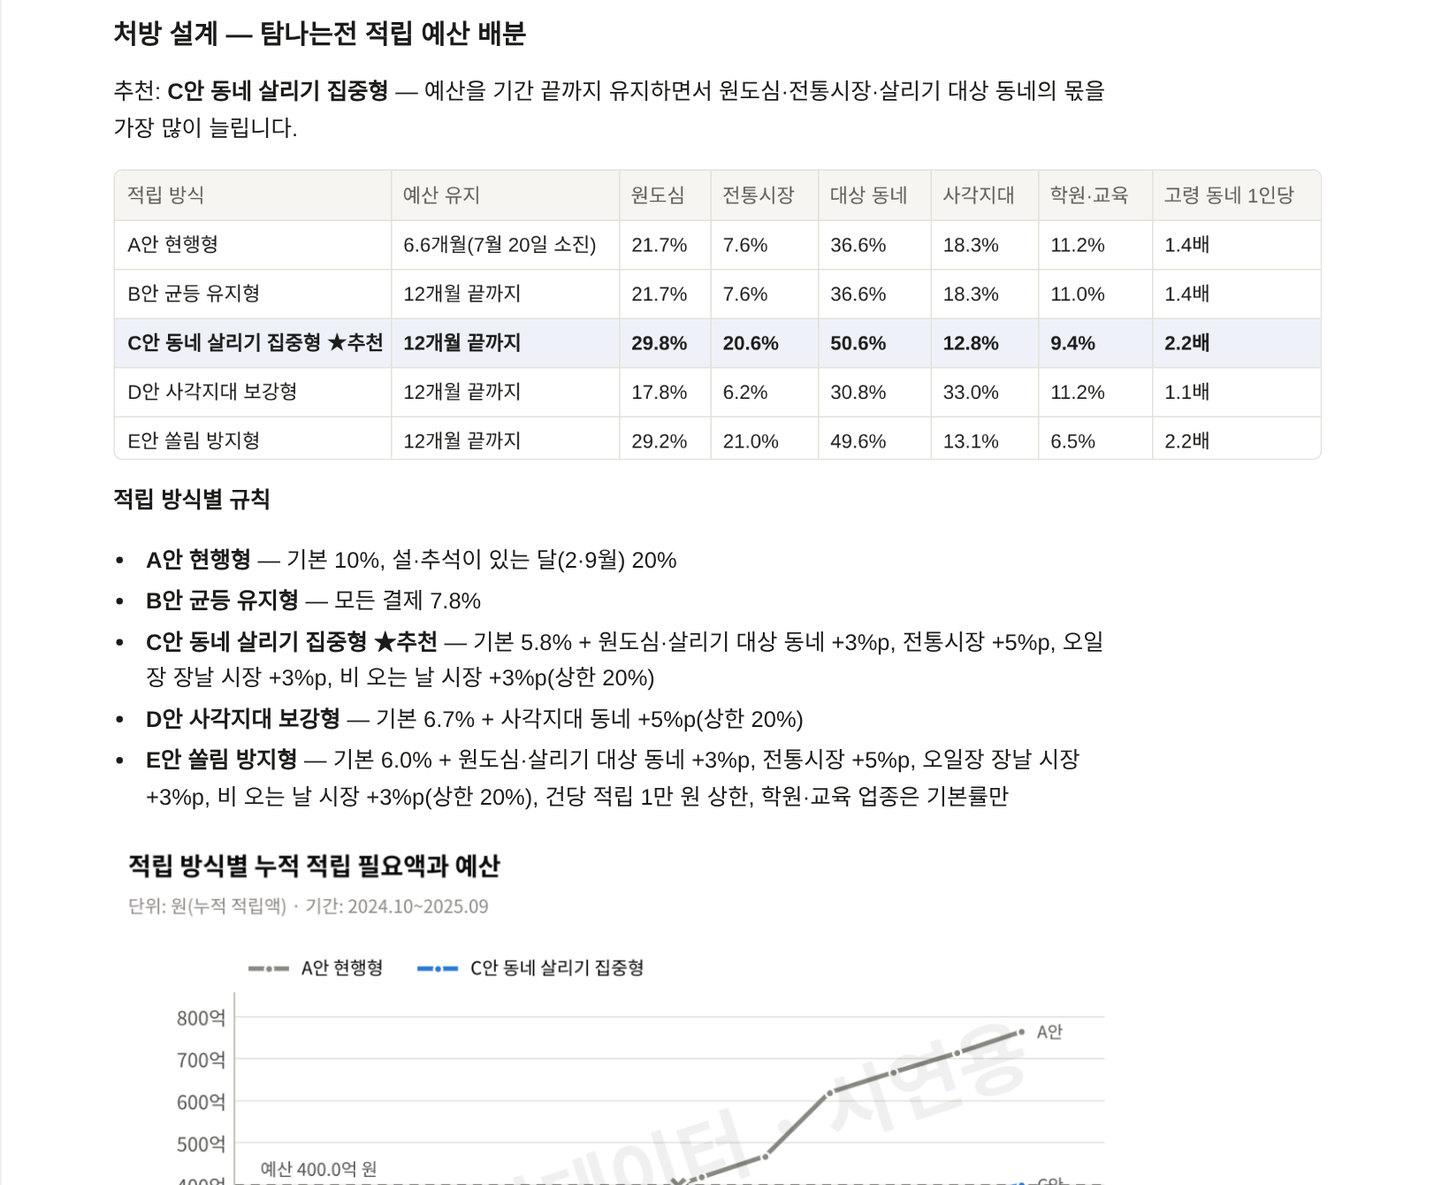 처방 설계 — 탐나는전 적립 예산 배분
추천: C안 동네 살리기 집중형 — 예산을 기간 끝까지 유지하면서 원도심·전통시장·살리기 대상 동네의 몫을
가장 많이 늘립니다.
적립 방식 예산 유지 원도심 전통시장 대상 동네 사각지대 학원·교육 고령 동네 1인당
A안 현행형 6.6개월(7월 20일 소진) 21.7% 7.6% 36.6% 18.3% 11.2% 1.4배
B안 균등 유지형 12개월 끝까지 21.7% 7.6% 36.6% 18.3% 11.0% 1.4배
C안 동네 살리기 집중형 ★추천 12개월 끝까지 29.8% 20.6% 50.6% 12.8% 9.4% 2.2배
D안 사각지대 보강형 12개월 끝까지 17.8% 6.2% 30.8% 33.0% 11.2% 1.1배
E안 쏠림 방지형 12개월 끝까지 29.2% 21.0% 49.6% 13.1% 6.5% 2.2배
적립 방식별 규칙
• A안 현행형 — 기본 10%, 설·추석이 있는 달(2·9월) 20%
• B안 균등 유지형 — 모든 결제 7.8%
• C안 동네 살리기 집중형 ★추천 — 기본 5.8% + 원도심·살리기 대상 동네 +3%p, 전통시장 +5%p, 오일
장 장날 시장 +3%p, 비 오는 날 시장 +3%p(상한 20%)
• D안 사각지대 보강형 — 기본 6.7% + 사각지대 동네 +5%p(상한 20%)
• E안 쏠림 방지형 — 기본 6.0% + 원도심·살리기 대상 동네 +3%p, 전통시장 +5%p, 오일장 장날 시장
+3%p, 비 오는 날 시장 +3%p(상한 20%), 건당 적립 1만 원 상한, 학원·교육 업종은 기본률만
적립 방식별 누적 적립 필요액과 예산
단위: 원(누적 적립액) · 기간: 2024.10~2025.09
A안 현행형 C안 동네 살리기 집중형
800억
A안
700억
600억
500억
예산 400.0억 원
400억
C안
데이터 · 시연용